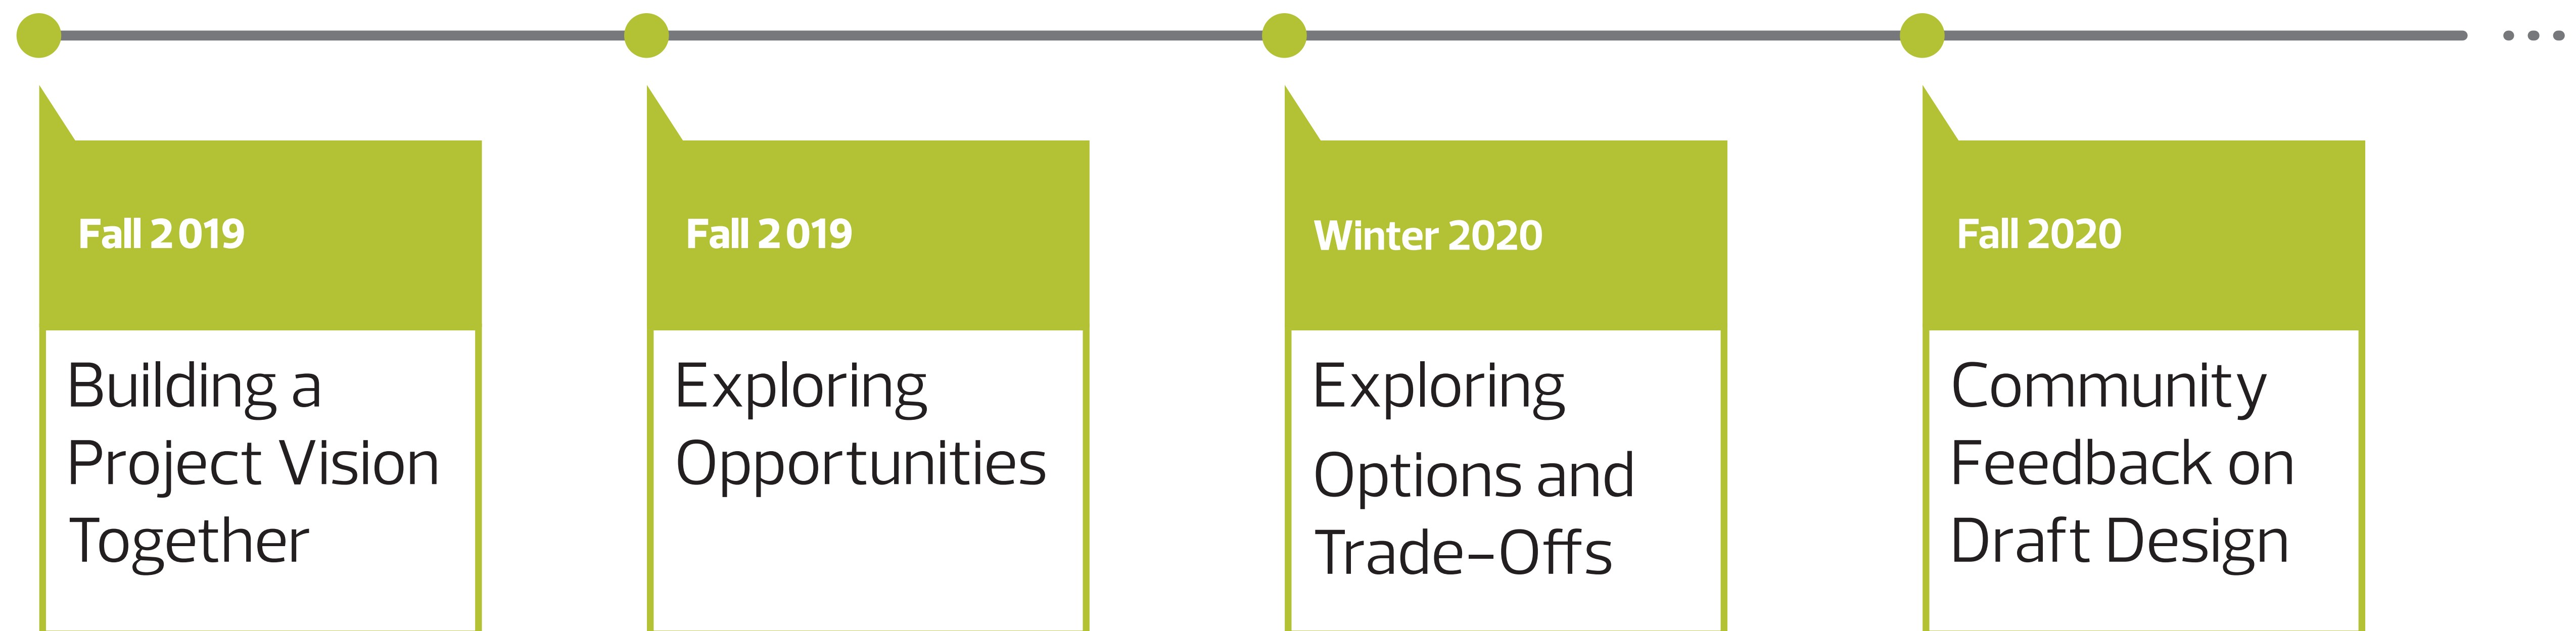 Fall 2019
Building a
Project Vision
Together
Fall 2019
Exploring
Opportunities
Winter 2020
Exploring
Options and
Trade-Offs
Fall 2020
Community
Feedback on
Draft Design